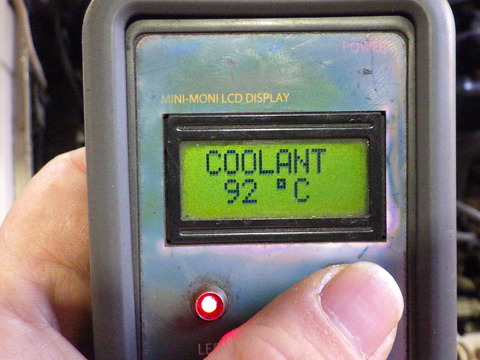 POWER
MINI-MONI LCD DISPLAY
COOLANT
92 °C